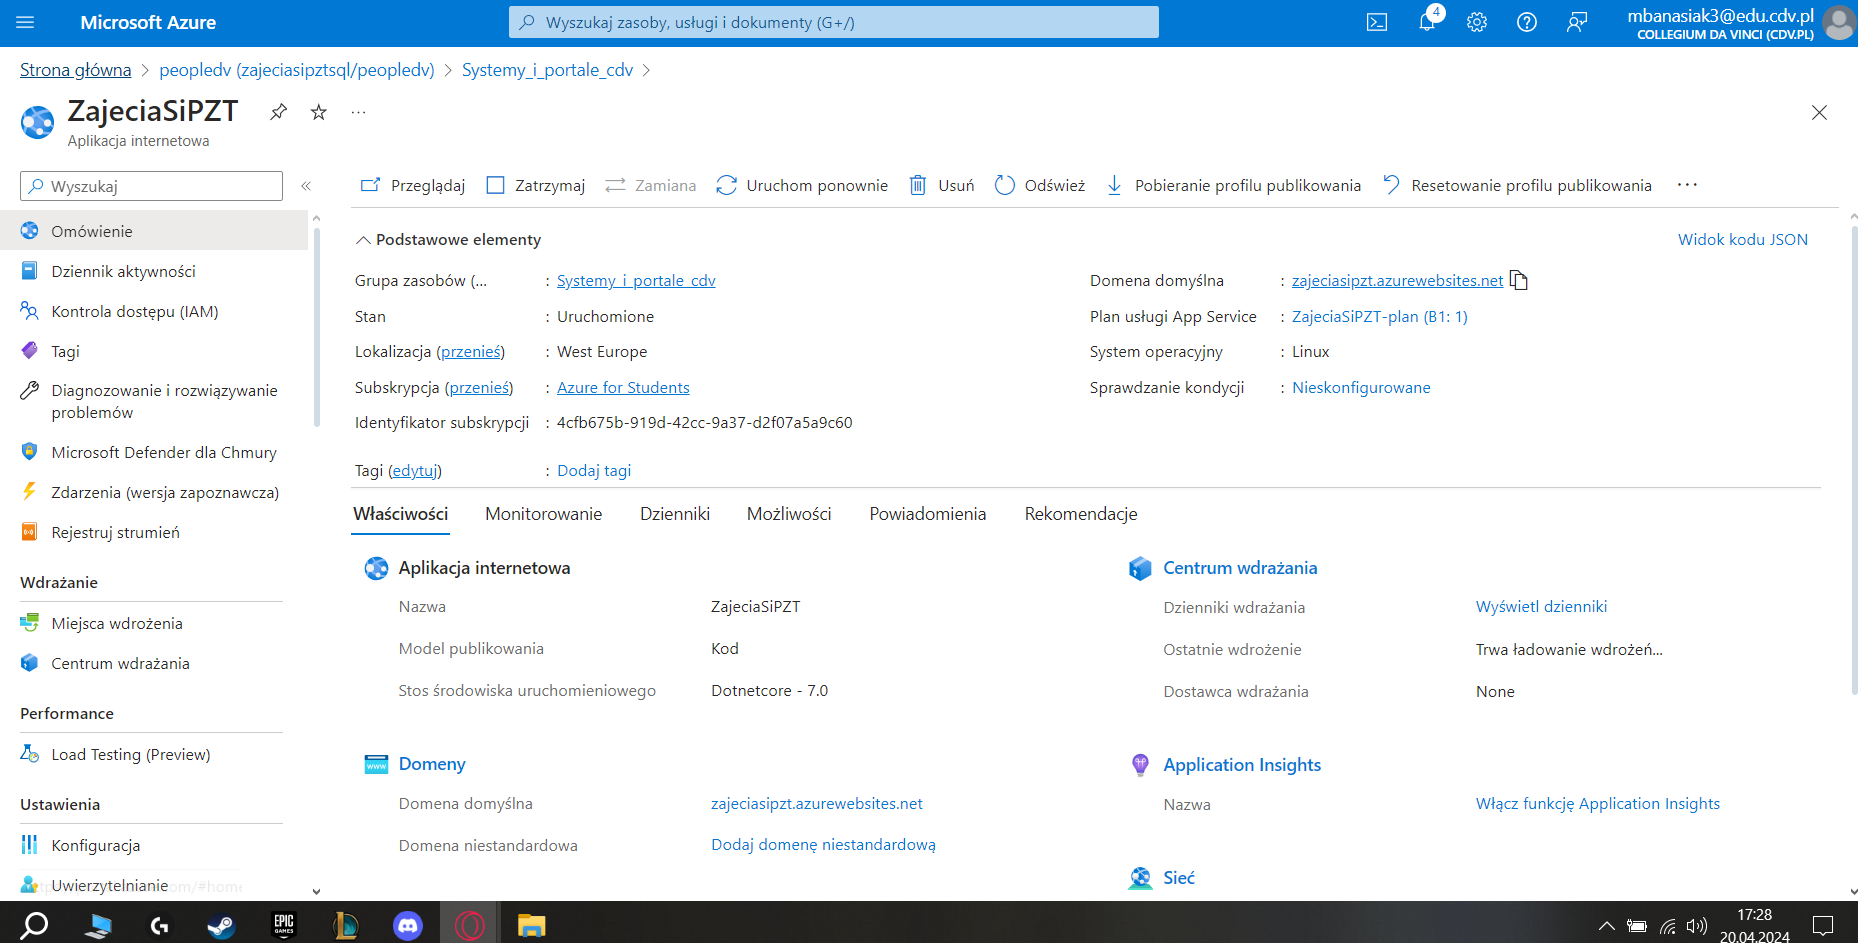 Microsoft Azure
Wyszukaj zasoby, usługi i dokumenty (G+/)
4
mbanasiak3@edu.cdv.pl
COLLEGIUM DA VINCI (CDV.PL)
Strona główna > peopledv (zajeciasipztsql/peopledv) > Systemy_i_portale_cdv >
ZajeciaSiPZT
Aplikacja internetowa
Wyszukaj
Przeglądaj Zatrzymaj Zamiana Uruchom ponownie Usuń Odśwież Pobieranie profilu publikowania Resetowanie profilu publikowania
Omówienie
Dziennik aktywności
Kontrola dostępu (IAM)
Tagi
Diagnozowanie i rozwiązywanie
problemów
Microsoft Defender dla Chmury
Zdarzenia (wersja zapoznawcza)
Rejestruj strumień
Wdrażanie
Miejsca wdrożenia
Centrum wdrażania
Performance
Load Testing (Preview)
Ustawienia
Konfiguracja
Uwierzytelnianie
Podstawowe elementy
Widok kodu JSON
Grupa zasobów (... : Systemy_i_portale_cdv
Stan : Uruchomione
Lokalizacja (przenieś) : West Europe
Subskrypcja (przenieś) : Azure for Students
Identyfikator subskrypcji : 4cfb675b-919d-42cc-9a37-d2f07a5a9c60
Domena domyślna : zajeciasipzt.azurewebsites.net
Plan usługi App Service : ZajeciaSiPZT-plan (B1: 1)
System operacyjny : Linux
Sprawdzanie kondycji : Nieskonfigurowane
Tagi (edytuj) : Dodaj tagi
Właściwości Monitorowanie Dzienniki Możliwości Powiadomienia Rekomendacje
Aplikacja internetowa
Nazwa ZajeciaSiPZT
Model publikowania Kod
Stos środowiska uruchomieniowego Dotnetcore - 7.0
Domeny
Domena domyślna zajeciasipzt.azurewebsites.net
Domena niestandardowa Dodaj domenę niestandardową
Centrum wdrażania
Dzienniki wdrażania Wyświetl dzienniki
Ostatnie wdrożenie Trwa ładowanie wdrożeń...
Dostawca wdrażania None
Application Insights
Nazwa Włącz funkcję Application Insights
Sieć
EPIC
GAMES
17:28
20.04.2024